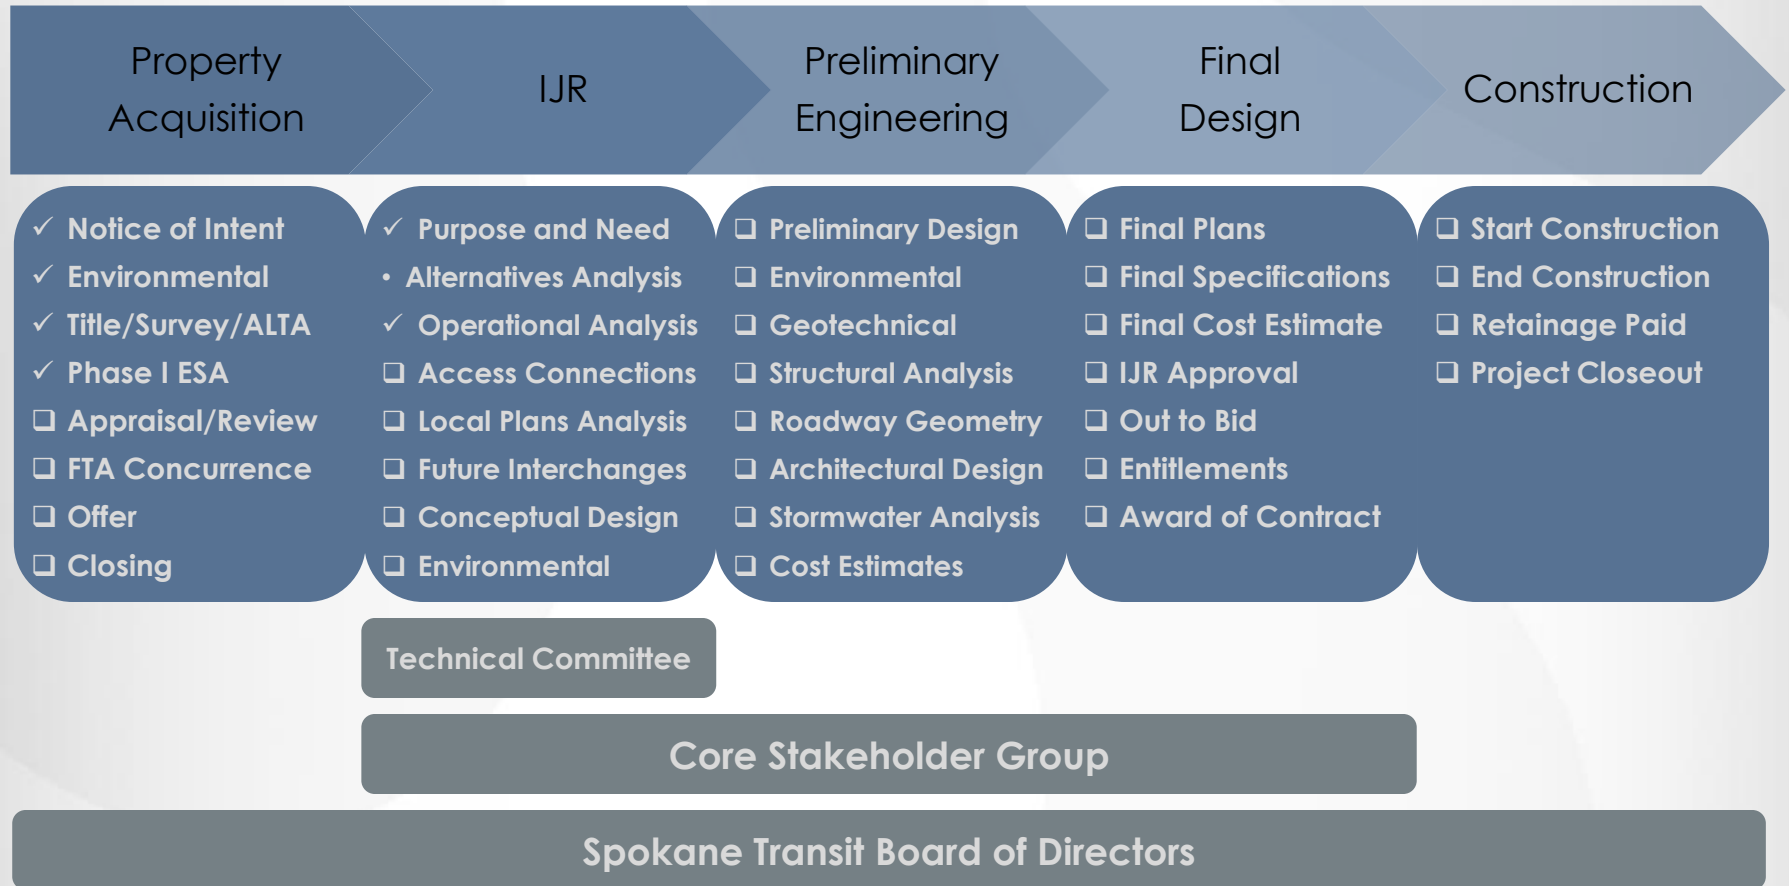 Property
Acquisition
IJR
Preliminary
Engineering
Final
Design
Construction
✓ Notice of Intent
✓ Environmental
✓ Title/Survey/ALTA
✓ Phase I ESA
❑ Appraisal/Review
❑ FTA Concurrence
❑ Offer
❑ Closing
✓ Purpose and Need
• Alternatives Analysis
✓ Operational Analysis
❑ Access Connections
❑ Local Plans Analysis
❑ Future Interchanges
❑ Conceptual Design
❑ Environmental
❑ Preliminary Design
❑ Environmental
❑ Geotechnical
❑ Structural Analysis
❑ Roadway Geometry
❑ Architectural Design
❑ Stormwater Analysis
❑ Cost Estimates
❑ Final Plans
❑ Final Specifications
❑ Final Cost Estimate
❑ IJR Approval
❑ Out to Bid
❑ Entitlements
❑ Award of Contract
❑ Start Construction
❑ End Construction
❑ Retainage Paid
❑ Project Closeout
Technical Committee
Core Stakeholder Group
Spokane Transit Board of Directors